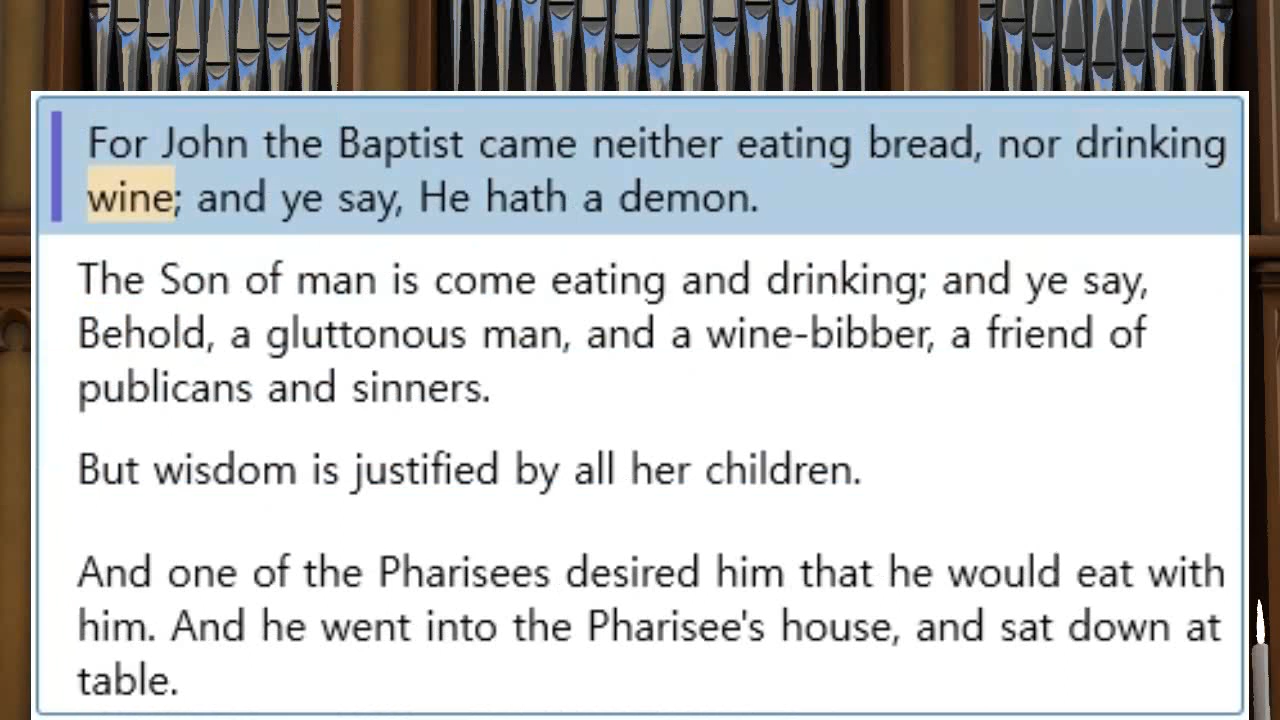 For John the Baptist came neither eating bread, nor drinking
wine; and ye say, He hath a demon.
The Son of man is come eating and drinking; and ye say,
Behold, a gluttonous man, and a wine-bibber, a friend of
publicans and sinners.
But wisdom is justified by all her children.
And one of the Pharisees desired him that he would eat with
him. And he went into the Pharisee's house, and sat down at
table.